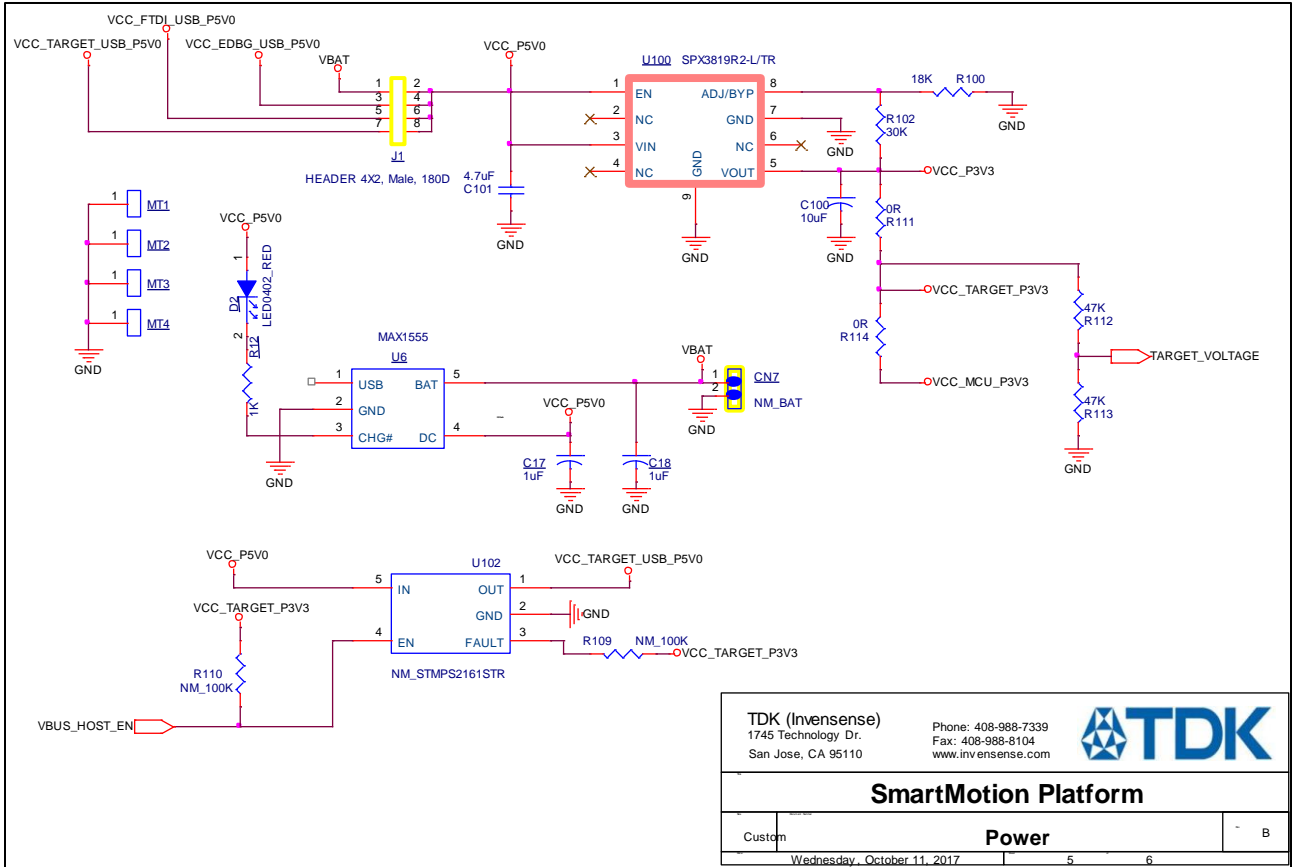 VCC_FTDI_USB_P5V0
VCC_TARGET_USB_P5V0
VCC_EDBG_USB_P5V0
VBAT
1 2
3 4
5 6
7 8
J1
HEADER 4X2, Male, 180D
VCC_P5V0
4.7uF
C101
GND
U100 SPX3819R2-L/TR
1 EN
2 NC
3 VIN
4 NC
ADJ/BYP 8
GND 7
NC 6
VOUT 5
GND
9
GND
18K R100
GND
R102
30K
GND
VCC_P3V3
C100
10uF
GND
0R
R111
VCC_TARGET_P3V3
0R
R114
VCC_MCU_P3V3
47K
R112
TARGET_VOLTAGE
47K
R113
GND
1 MT1
1 MT2
1 MT3
1 MT4
GND
VCC_P5V0
1
D2
LED0402_RED
2
R12
1K
MAX1555
U6
1 USB
2 GND
3 CHG#
BAT 5
DC 4
GND
VCC_P5V0
C17
1uF
GND
C18
1uF
GND
VBAT
1
2
CN7
NM_BAT
GND
VCC_P5V0
VCC_TARGET_P3V3
R110
NM_100K
VBUS_HOST_EN
U102
5 IN
4 EN
OUT 1
GND 2
FAULT 3
NM_STMPS2161STR
VCC_TARGET_USB_P5V0
GND
R109 NM_100K
VCC_TARGET_P3V3
TDK (Invensense)
1745 Technology Dr.
San Jose, CA 95110
Phone: 408-988-7339
Fax: 408-988-8104
www.invensense.com
TDK
SmartMotion Platform
Custom
Power
B
Wednesday, October 11, 2017
5 6